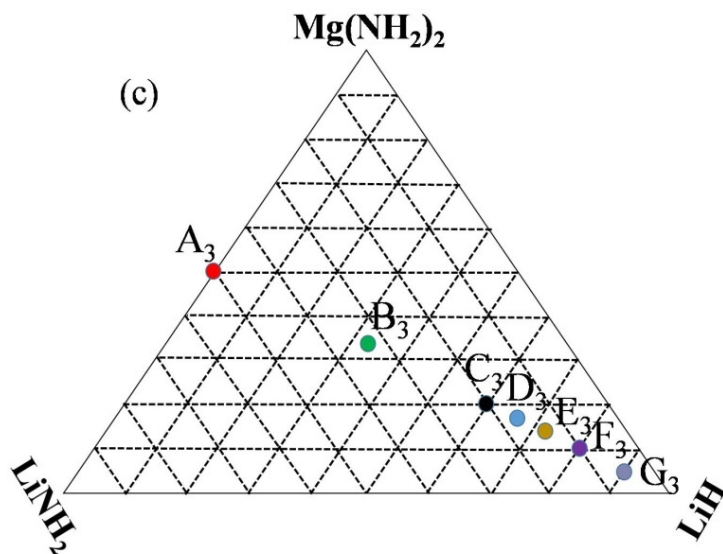 Mg(NH₂)₂
(c)
A₃
B₃
C₃
D₃
E₃
F₃
G₃
LiNH₂
LiH